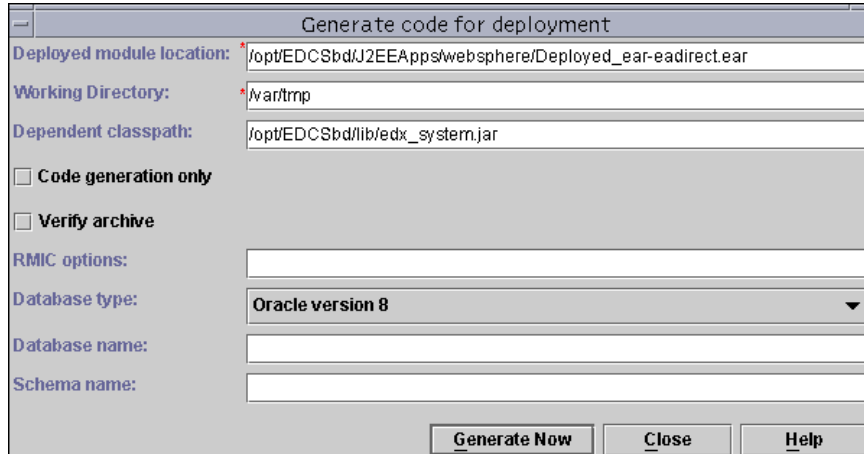 Generate code for deployment
Deployed module location: */opt/EDCSbd/J2EEApps/websphere/Deployed_ear-eadirect.ear
Working Directory: */var/tmp
Dependent classpath: /opt/EDCSbd/lib/edx_system.jar
Code generation only
Verify archive
RMIC options:
Database type: Oracle version 8
Database name:
Schema name:
Generate Now Close Help